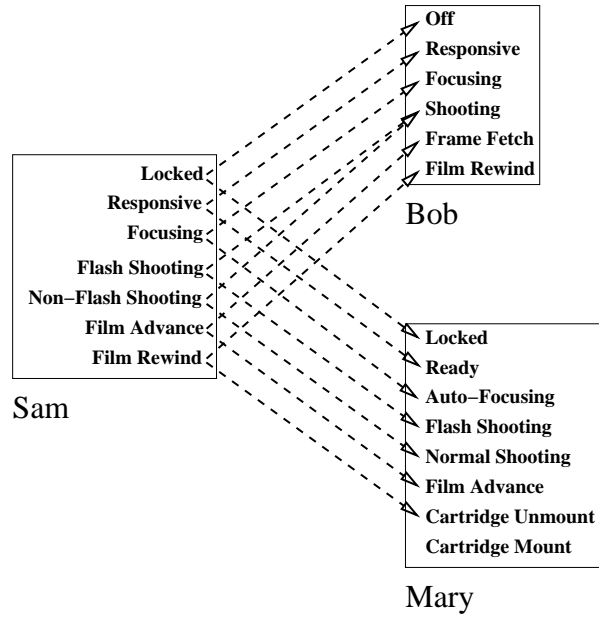 Off
Responsive
Focusing
Shooting
Frame Fetch
Film Rewind
Bob
Locked
Responsive
Focusing
Flash Shooting
Non−Flash Shooting
Film Advance
Film Rewind
Sam
Locked
Ready
Auto−Focusing
Flash Shooting
Normal Shooting
Film Advance
Cartridge Unmount
Cartridge Mount
Mary